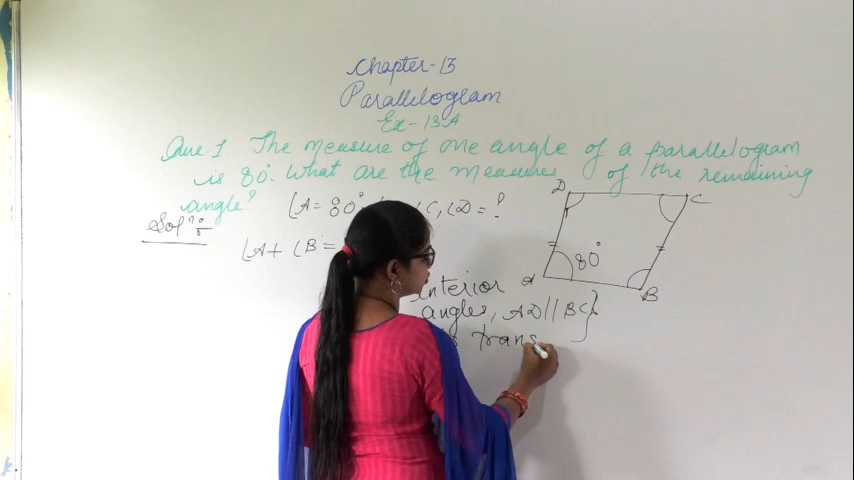 Chapter-13
Parallelogram
Ex-13A
Que 1. The measure of one angle of a parallelogram
is 80°. What are the measures of the remaining
angle?
Solⁿ:
∠A = 80°, ∠C, ∠D = ?
∠A + ∠B =
interior
angles, AD || BC}
trans
D
C
A
B
80°